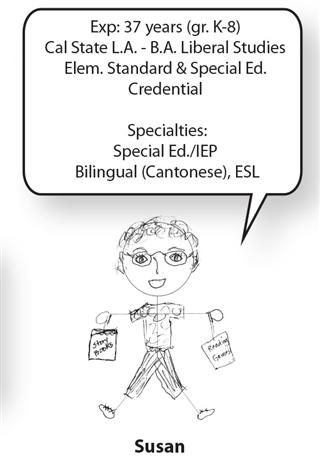 Exp: 37 years (gr. K-8)
Cal State L.A. - B.A. Liberal Studies
Elem. Standard & Special Ed.
Credential
Specialties:
Special Ed./IEP
Bilingual (Cantonese), ESL
Story
Books
Reading
Games
Susan